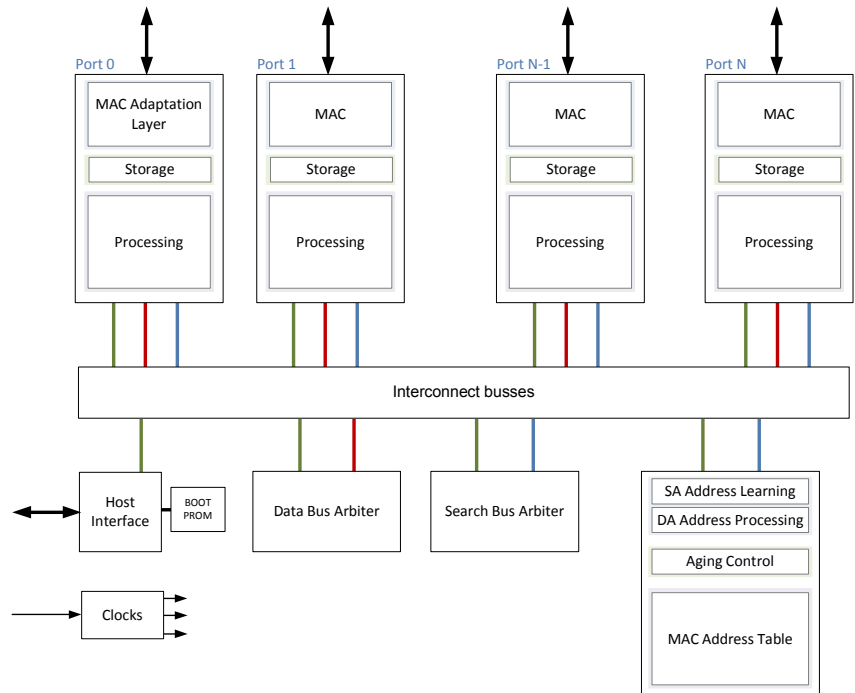 Port 0
Port 1
Port N-1
Port N
MAC Adaptation
Layer
MAC
MAC
MAC
Storage
Storage
Storage
Storage
Processing
Processing
Processing
Processing
Interconnect busses
Host
Interface
BOOT
PROM
Data Bus Arbiter
Search Bus Arbiter
SA Address Learning
DA Address Processing
Aging Control
MAC Address Table
Clocks